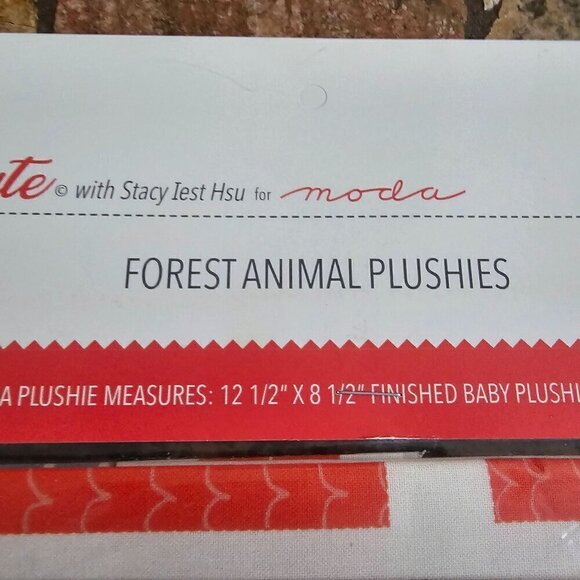 © with Stacy Iest Hsu for moda
FOREST ANIMAL PLUSHIES
A PLUSHIE MEASURES: 12 1/2" X 8 1/2" FINISHED BABY